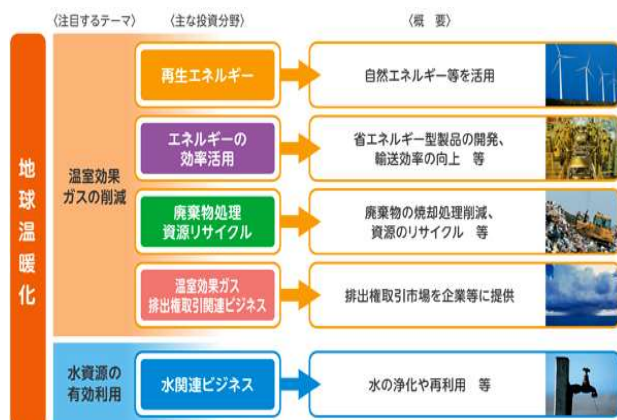 〈注目するテーマ〉 〈主な投資分野〉 〈概　要〉
地球温暖化
温室効果
ガスの削減
再生エネルギー
自然エネルギー等を活用
エネルギーの
効率活用
省エネルギー型製品の開発、
輸送効率の向上　等
廃棄物処理
資源リサイクル
廃棄物の焼却処理削減、
資源のリサイクル　等
温室効果ガス
排出権取引関連ビジネス
排出権取引市場を企業等に提供
水資源の
有効利用
水関連ビジネス
水の浄化や再利用　等